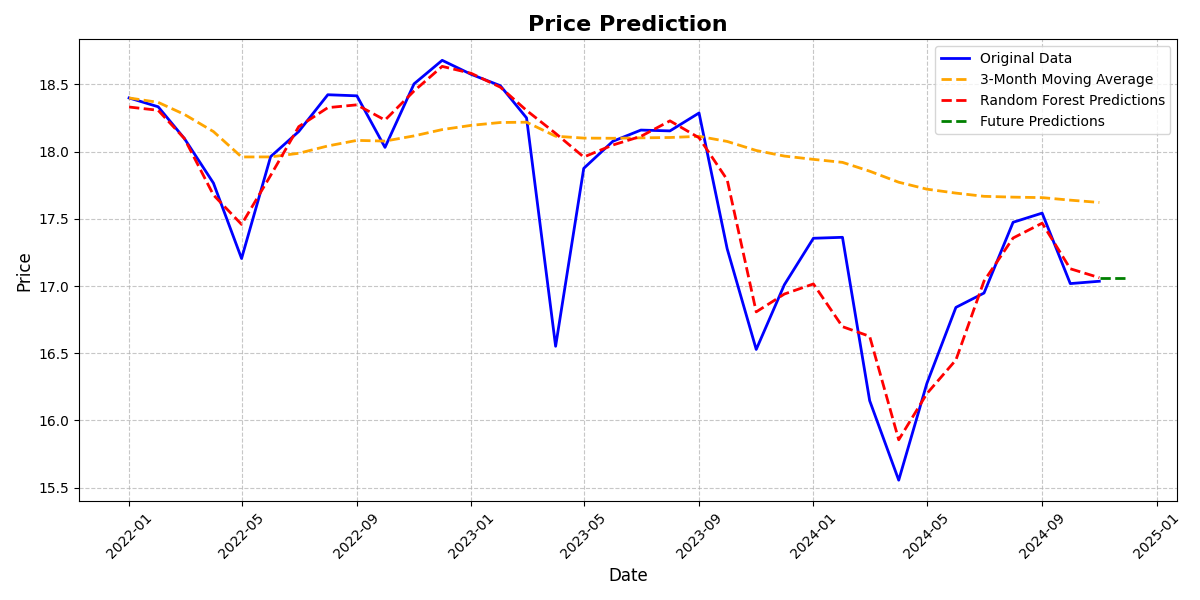 Price Prediction
Original Data
3-Month Moving Average
Random Forest Predictions
Future Predictions
Price
18.5
18.0
17.5
17.0
16.5
16.0
15.5
2022-01
2022-05
2022-09
2023-01
2023-05
2023-09
2024-01
2024-05
2024-09
2025-01
Date